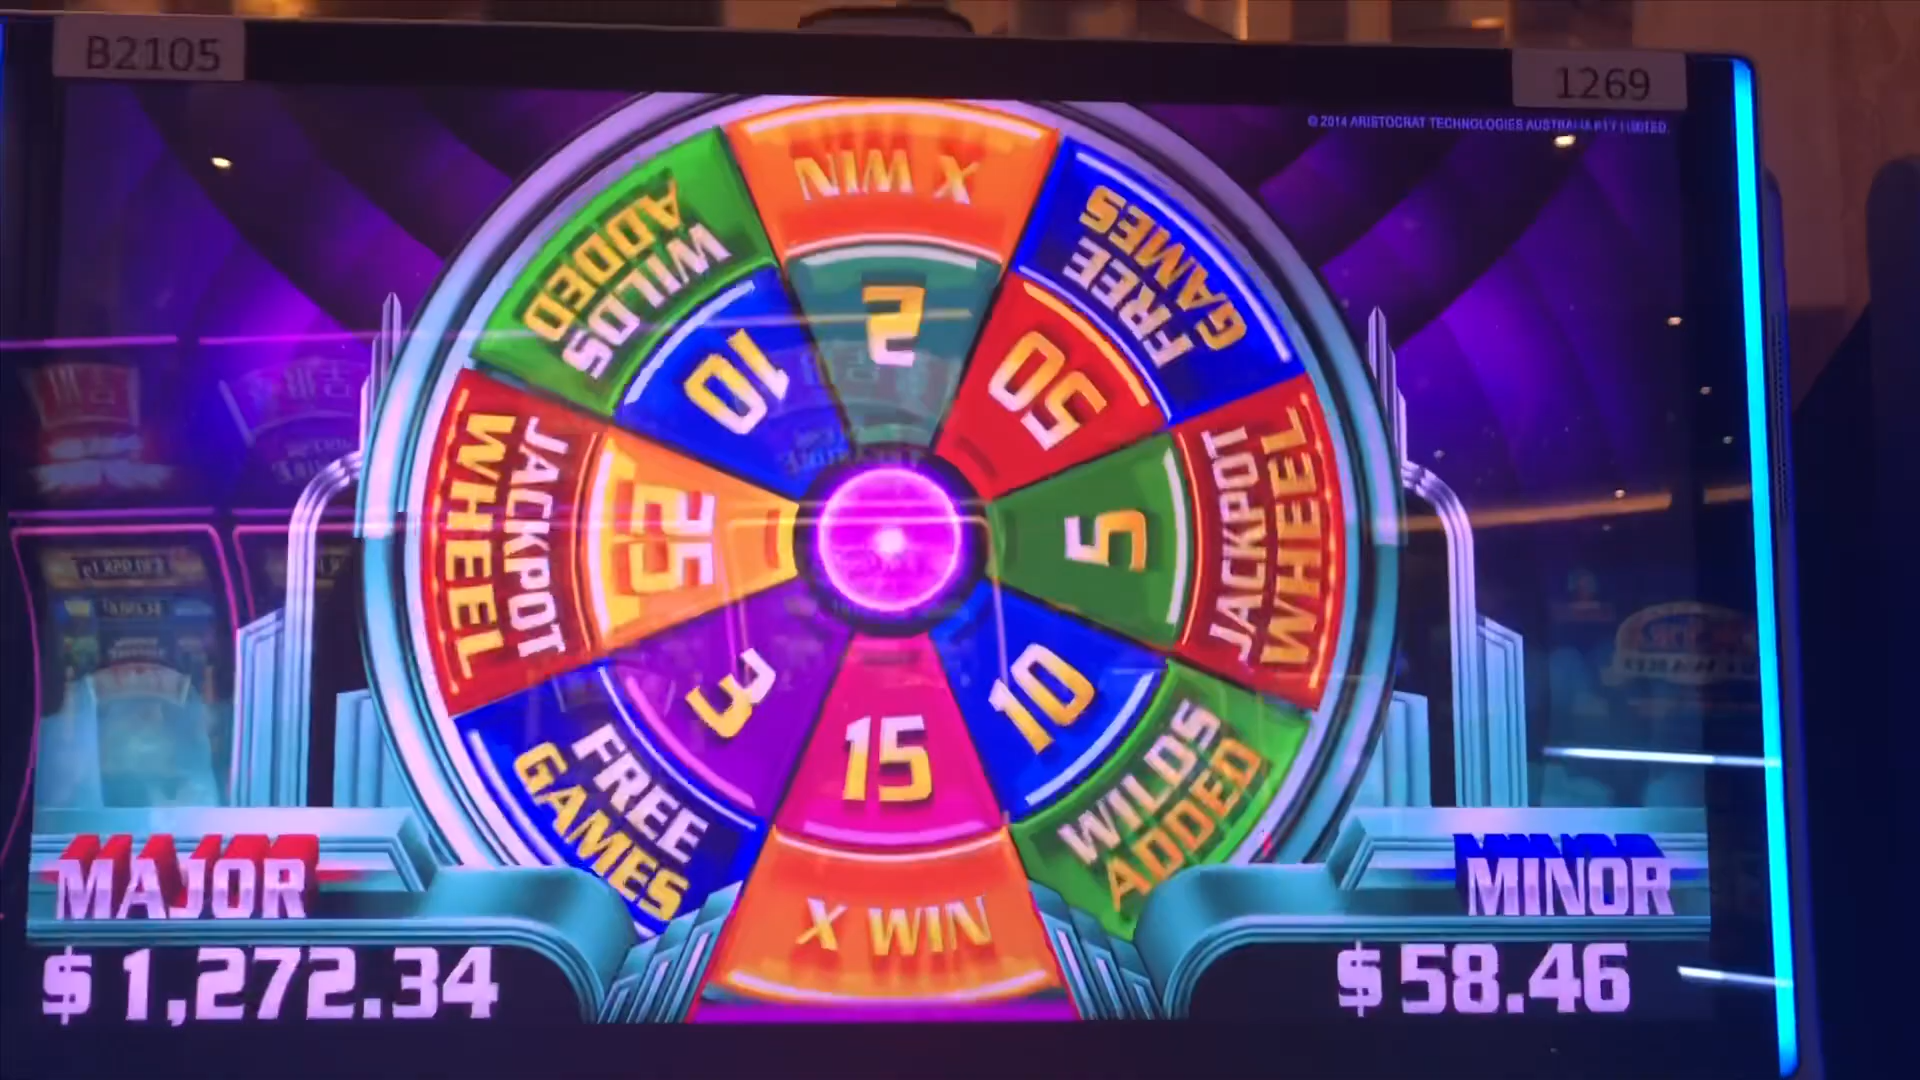 B2105
1269
© 2014 ARISTOCRAT TECHNOLOGIES AUSTRALIA PTY LIMITED.
X WIN
2
FREE
GAMES
50
JACKPOT
WHEEL
5
WILDS
ADDED
10
X WIN
15
FREE
GAMES
3
JACKPOT
WHEEL
25
WILDS
ADDED
10
MAJOR
$1,272.34
MINOR
$58.46